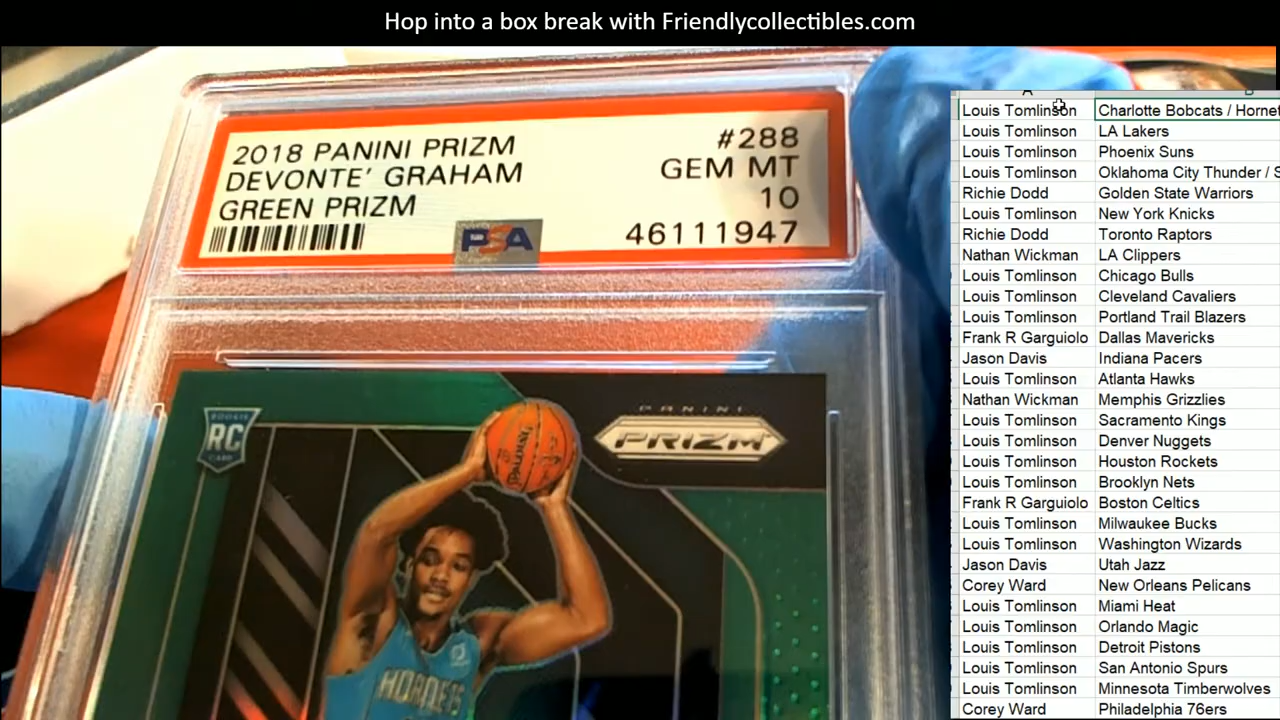 Hop into a box break with Friendlycollectibles.com
2018 PANINI PRIZM #288
DEVONTE' GRAHAM GEM MT
GREEN PRIZM 10
PSA 46111947
ROOKIE
RC
CARD
PANINI
PRIZM
SPALDING
HORNETS
A B
Louis Tomlinson Charlotte Bobcats / Hornet
Louis Tomlinson LA Lakers
Louis Tomlinson Phoenix Suns
Louis Tomlinson Oklahoma City Thunder / S
Richie Dodd Golden State Warriors
Louis Tomlinson New York Knicks
Richie Dodd Toronto Raptors
Nathan Wickman LA Clippers
Louis Tomlinson Chicago Bulls
Louis Tomlinson Cleveland Cavaliers
Louis Tomlinson Portland Trail Blazers
Frank R Garguiolo Dallas Mavericks
Jason Davis Indiana Pacers
Louis Tomlinson Atlanta Hawks
Nathan Wickman Memphis Grizzlies
Louis Tomlinson Sacramento Kings
Louis Tomlinson Denver Nuggets
Louis Tomlinson Houston Rockets
Louis Tomlinson Brooklyn Nets
Frank R Garguiolo Boston Celtics
Louis Tomlinson Milwaukee Bucks
Louis Tomlinson Washington Wizards
Jason Davis Utah Jazz
Corey Ward New Orleans Pelicans
Louis Tomlinson Miami Heat
Louis Tomlinson Orlando Magic
Louis Tomlinson Detroit Pistons
Louis Tomlinson San Antonio Spurs
Louis Tomlinson Minnesota Timberwolves
Corey Ward Philadelphia 76ers